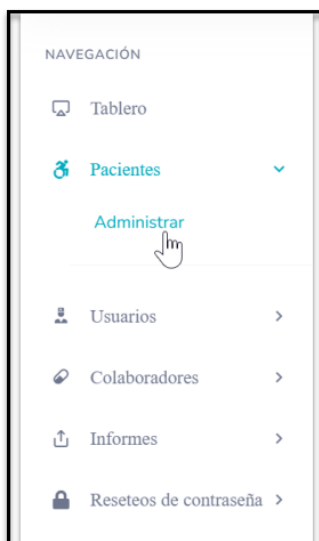 NAVEGACIÓN
Tablero
Pacientes
Administrar
Usuarios
Colaboradores
Informes
Reseteos de contraseña